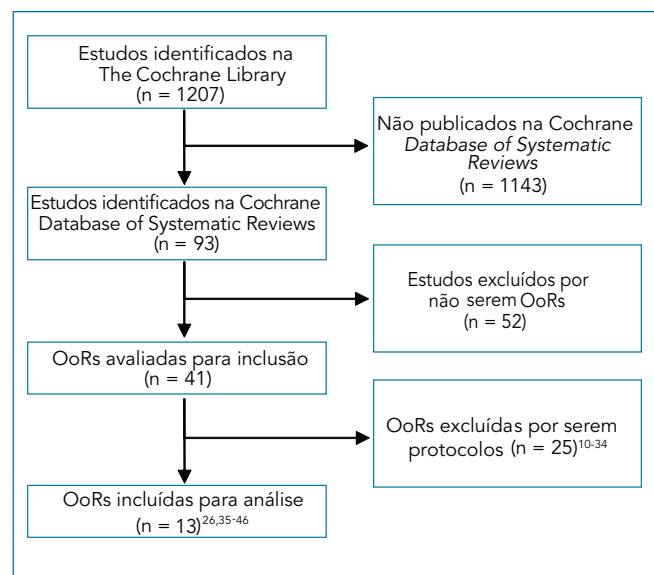 Estudos identificados na
The Cochrane Library
(n = 1207)
Não publicados na Cochrane
Database of Systematic
Reviews
(n = 1143)
Estudos identificados na Cochrane
Database of Systematic Reviews
(n = 93)
Estudos excluídos por
não serem OoRs
(n = 52)
OoRs avaliadas para inclusão
(n = 41)
OoRs excluídas por serem
protocolos (n = 25)10-34
OoRs incluídas para análise
(n = 13)26,35-46